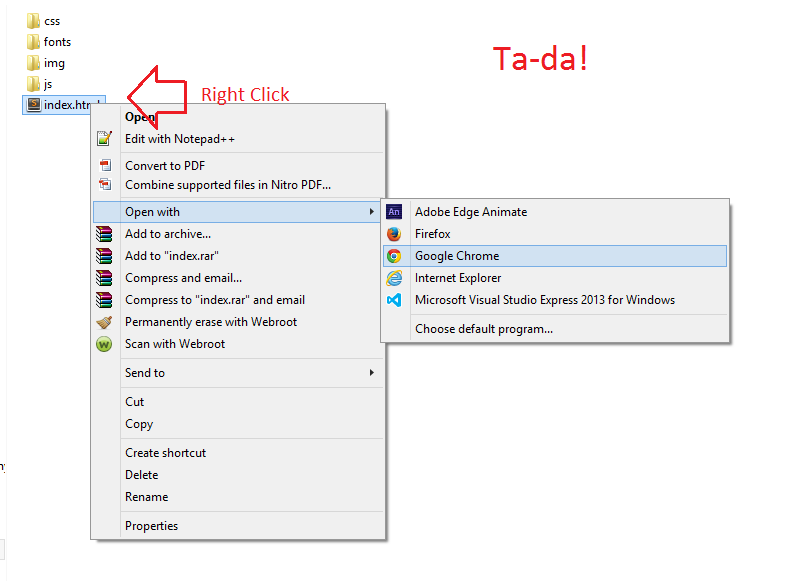 css
fonts
img
js
index.html
Ta-da!
Right Click
Open
Edit with Notepad++
Convert to PDF
Combine supported files in Nitro PDF...
Open with
Add to archive...
Add to "index.rar"
Compress and email...
Compress to "index.rar" and email
Permanently erase with Webroot
Scan with Webroot
Send to
Cut
Copy
Create shortcut
Delete
Rename
Properties
Adobe Edge Animate
Firefox
Google Chrome
Internet Explorer
Microsoft Visual Studio Express 2013 for Windows
Choose default program...